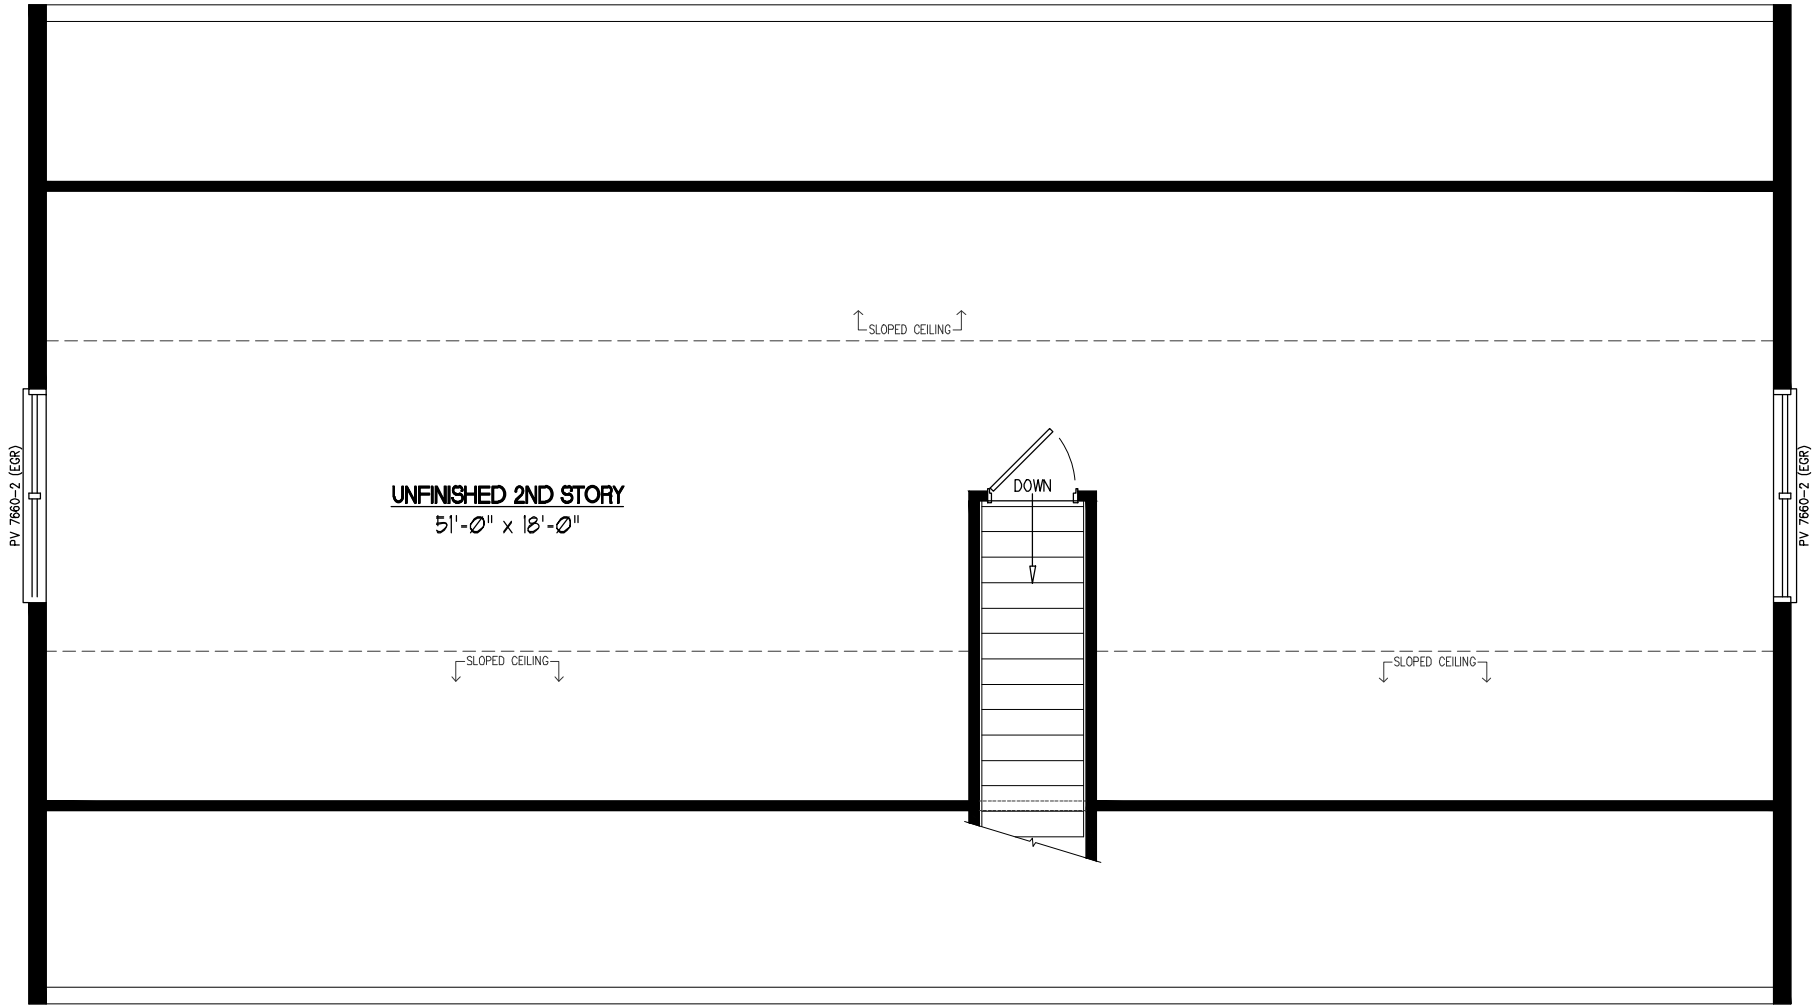 SLOPED CEILING
PV 7660-2 (EGR)
UNFINISHED 2ND STORY
51'-0" x 18'-0"
DOWN
PV 7660-2 (EGR)
SLOPED CEILING
SLOPED CEILING